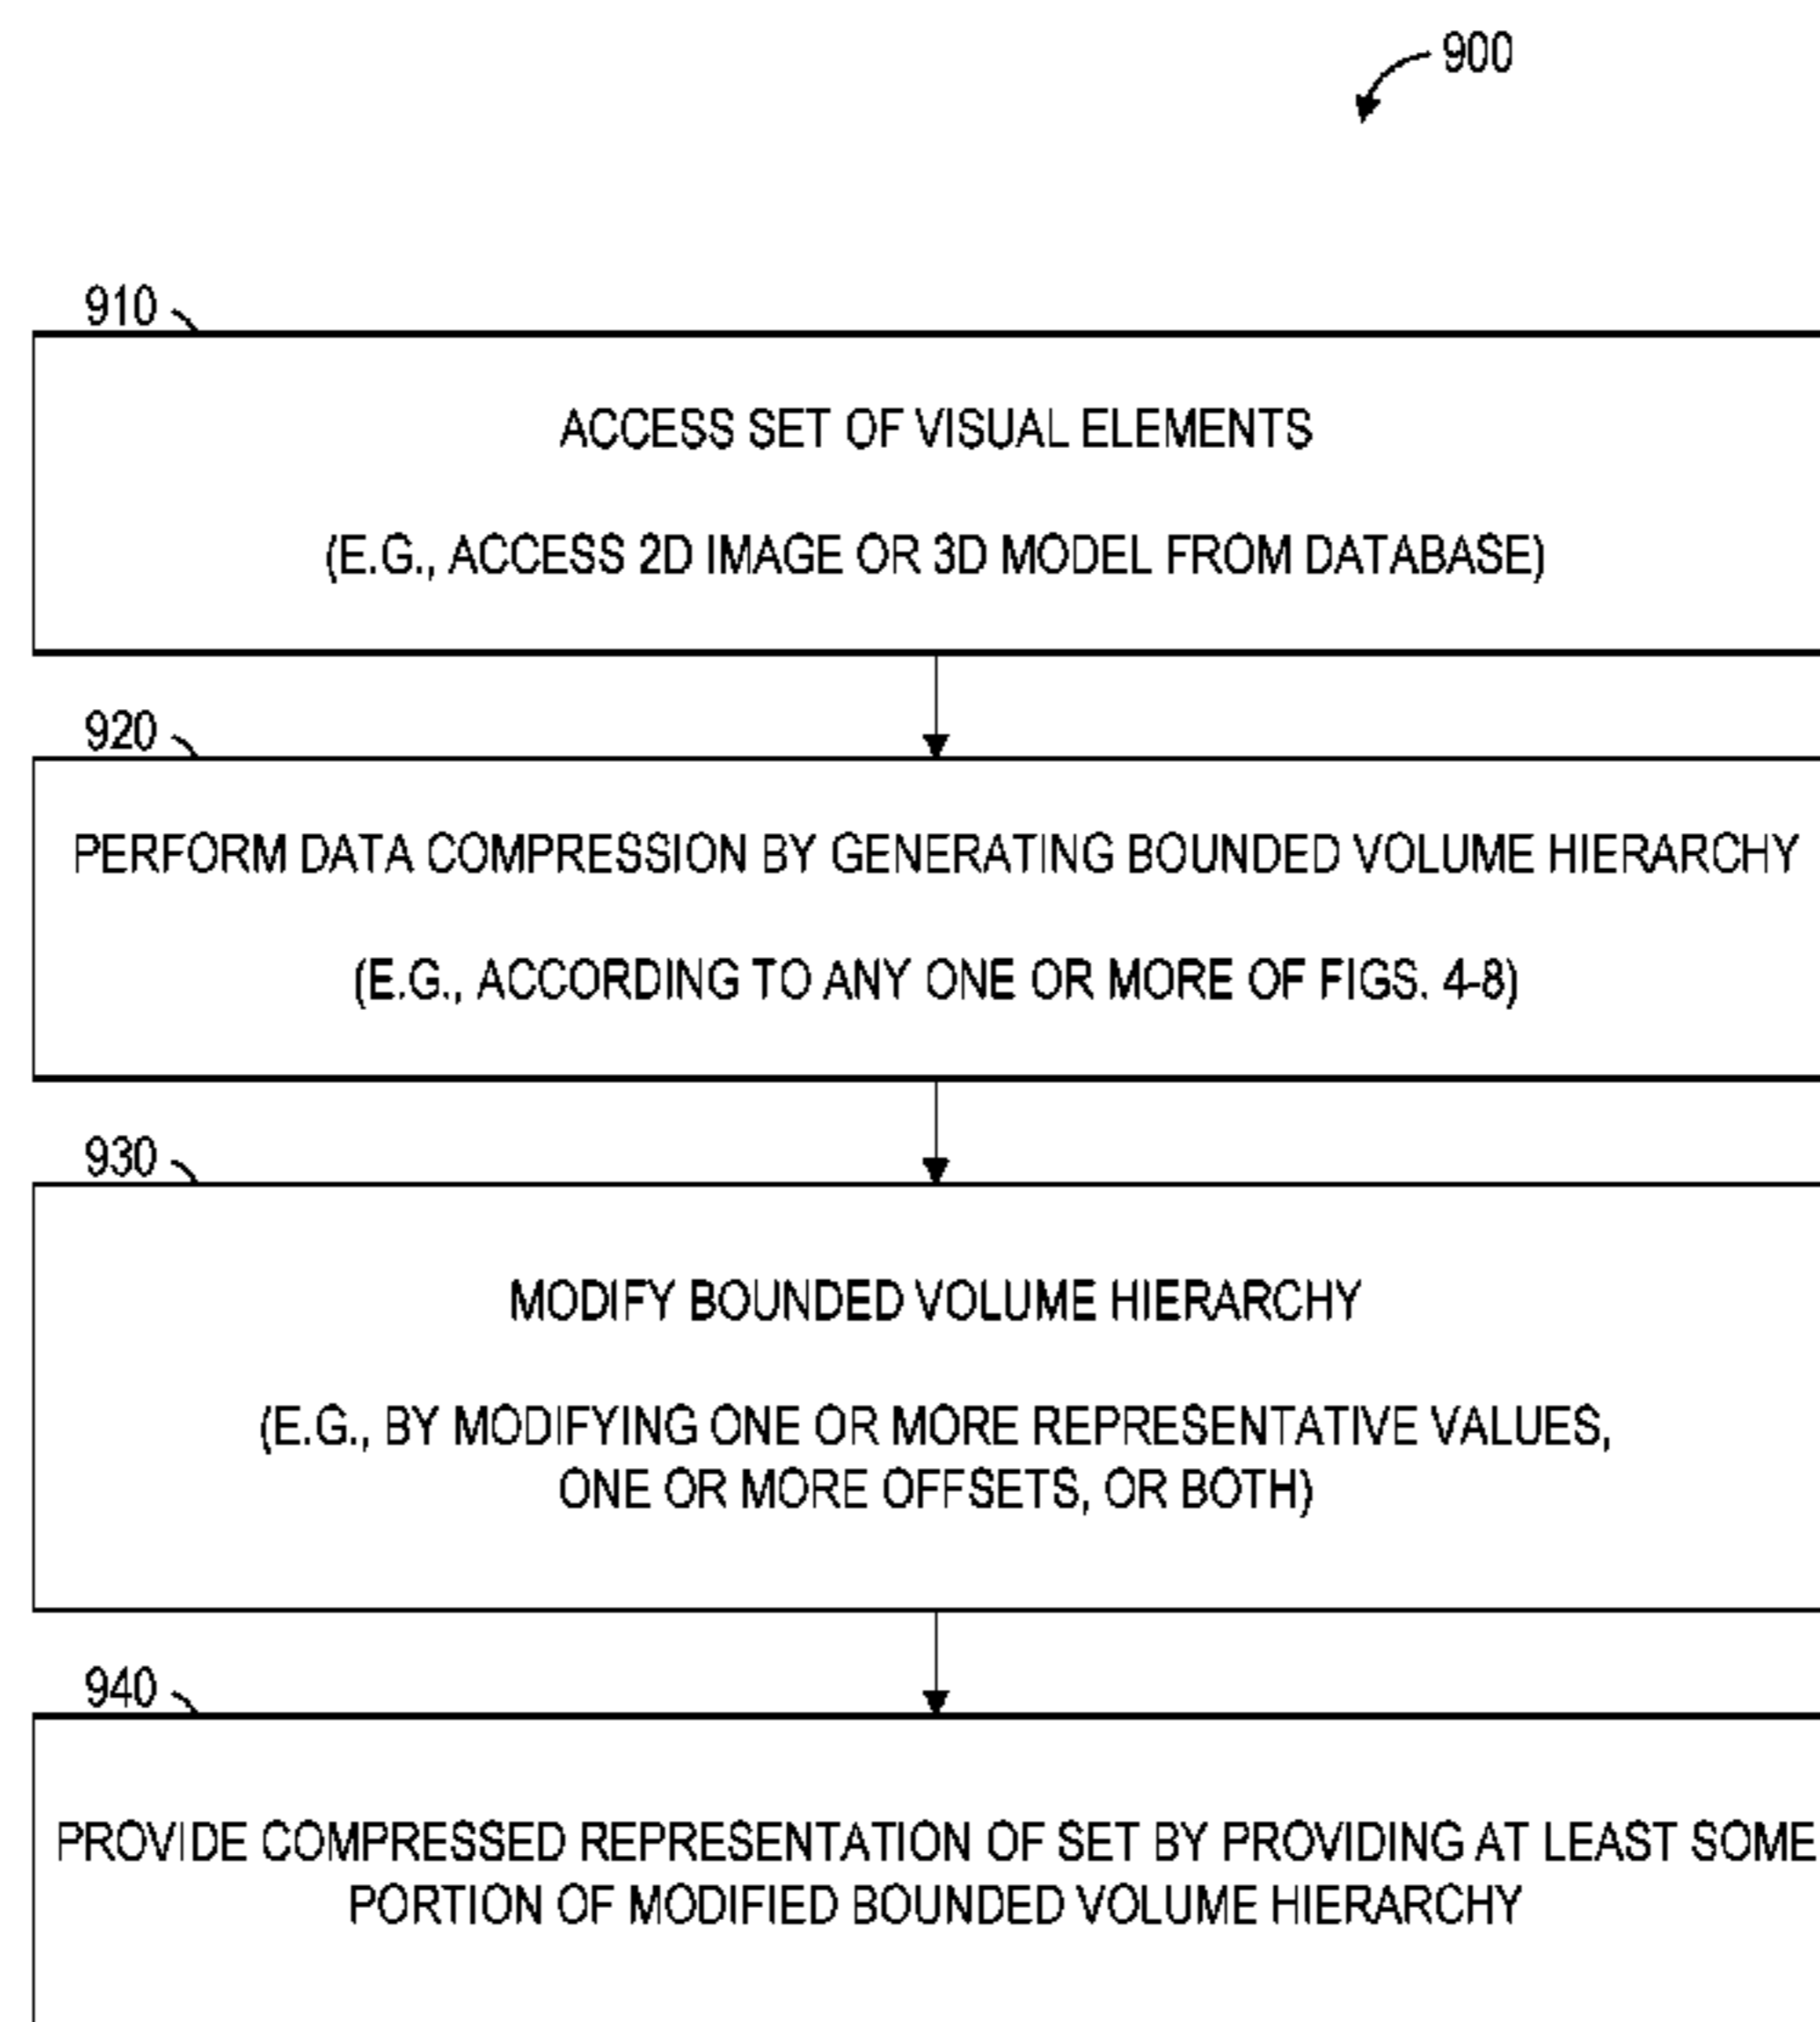 900
910
ACCESS SET OF VISUAL ELEMENTS
(E.G., ACCESS 2D IMAGE OR 3D MODEL FROM DATABASE)
920
PERFORM DATA COMPRESSION BY GENERATING BOUNDED VOLUME HIERARCHY
(E.G., ACCORDING TO ANY ONE OR MORE OF FIGS. 4-8)
930
MODIFY BOUNDED VOLUME HIERARCHY
(E.G., BY MODIFYING ONE OR MORE REPRESENTATIVE VALUES,
ONE OR MORE OFFSETS, OR BOTH)
940
PROVIDE COMPRESSED REPRESENTATION OF SET BY PROVIDING AT LEAST SOME
PORTION OF MODIFIED BOUNDED VOLUME HIERARCHY